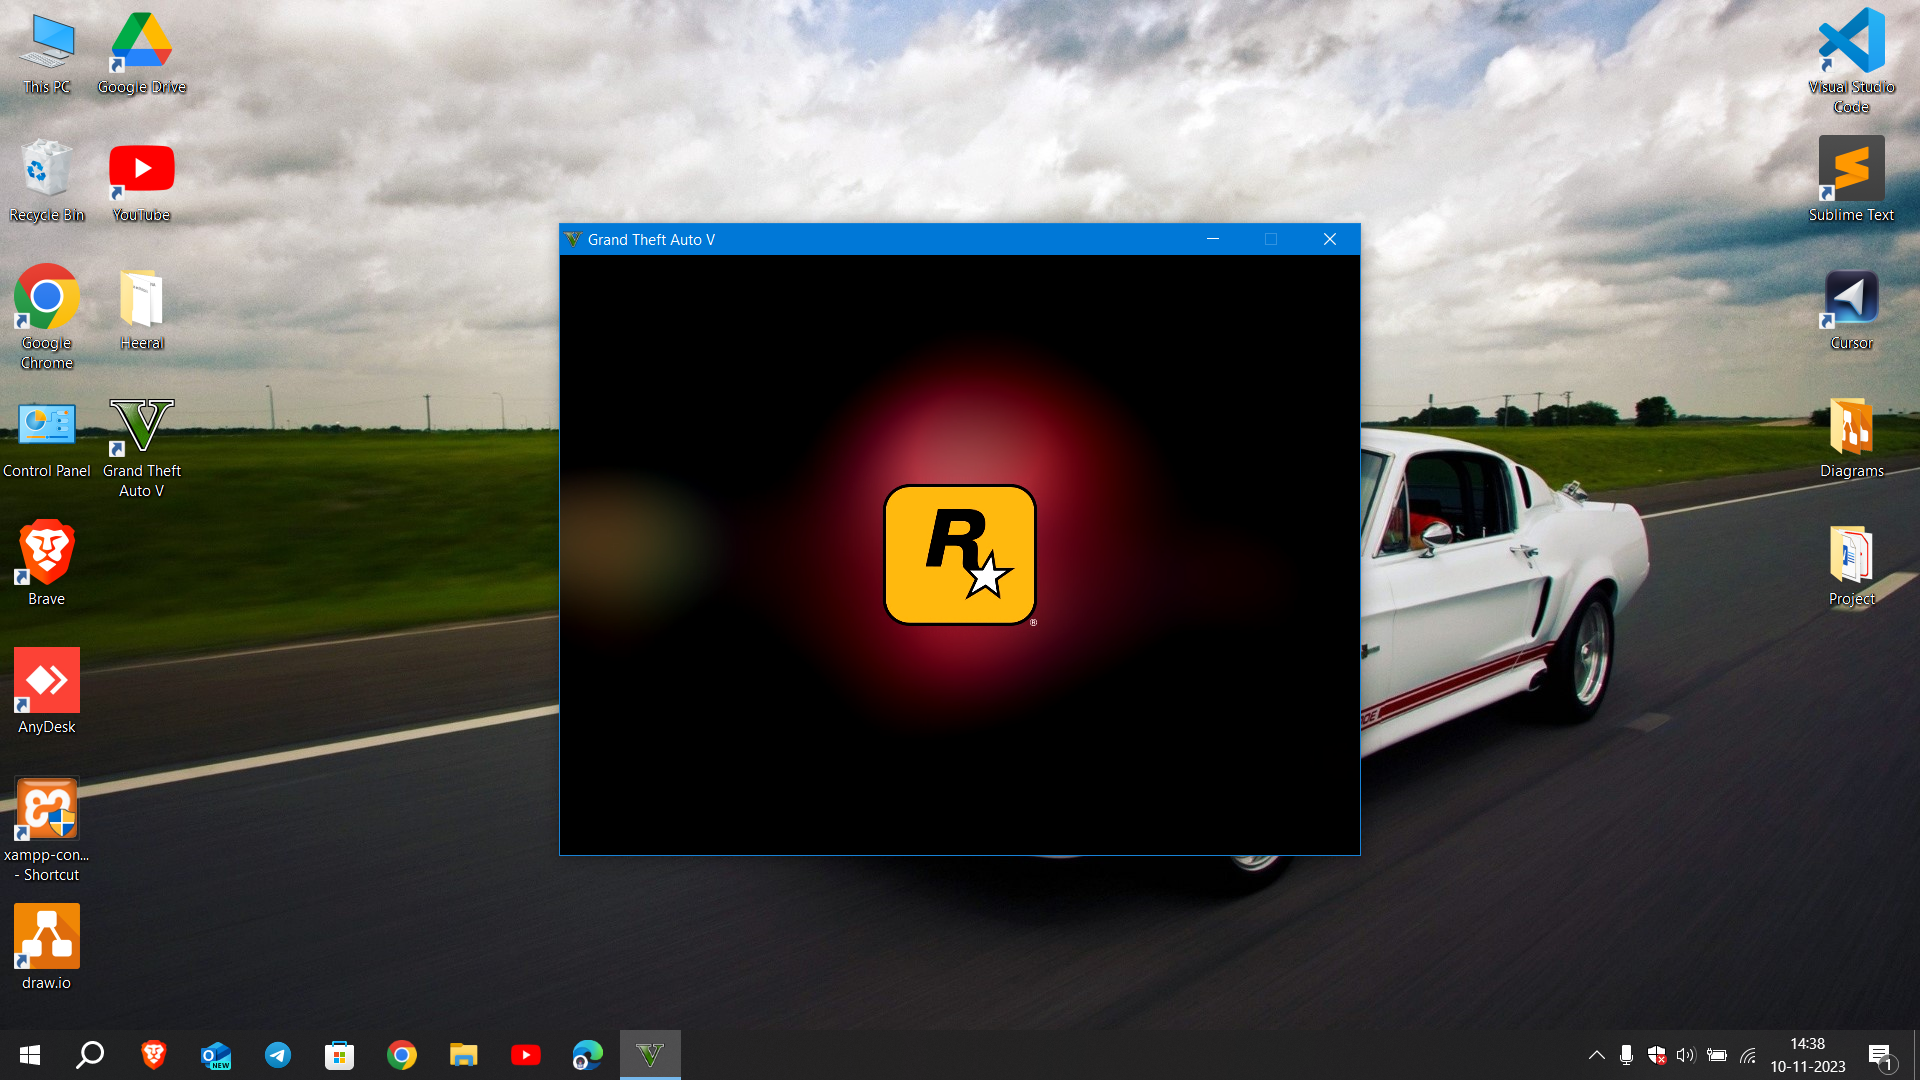 This PC
Google Drive
Recycle Bin
YouTube
Google
Chrome
Heeral
Control Panel
Grand Theft
Auto V
Brave
AnyDesk
xampp-con...
- Shortcut
draw.io
Grand Theft Auto V
R
®
Visual Studio
Code
Sublime Text
Cursor
Diagrams
Project
NEW
14:38
10-11-2023
1